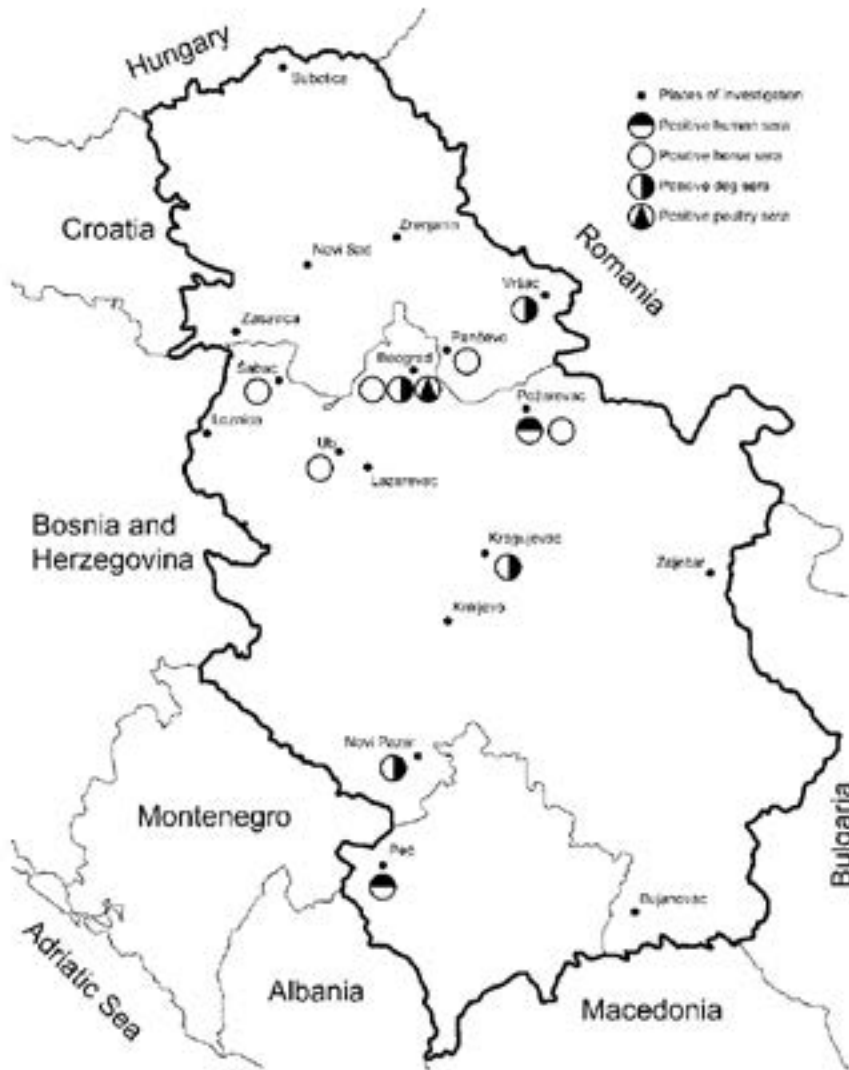 Hungary
Subotica
Places of investigation
Positive human sera
Positive horse sera
Positive dog sera
Positive poultry sera
Croatia
Zrenjanin
Novi Sad
Romania
Vršac
Zasavica
Pančevo
Beograd
Šabac
Požarevac
Loznica
Ub
Lazarevac
Bosnia and
Herzegovina
Kragujevac
Zaječar
Kraljevo
Novi Pazar
Montenegro
Bulgaria
Peć
Bujanovac
Adriatic Sea
Albania
Macedonia